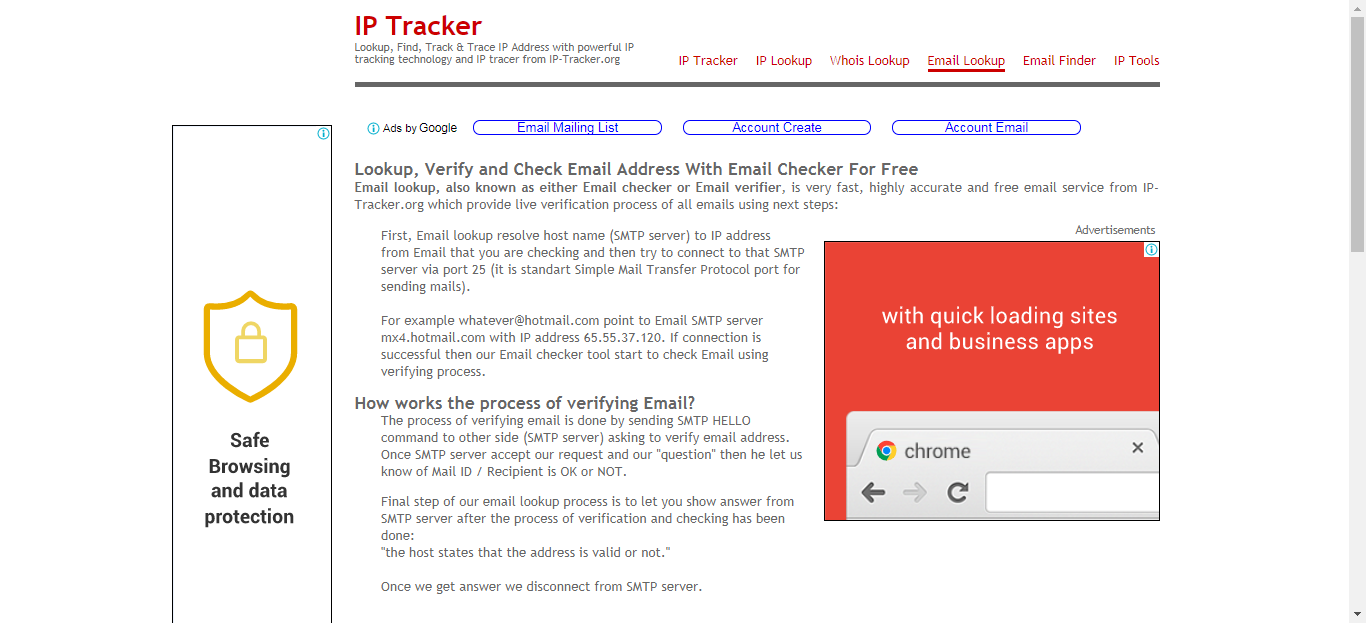 IP Tracker
Lookup, Find, Track & Trace IP Address with powerful IP
tracking technology and IP tracer from IP-Tracker.org
IP Tracker
IP Lookup
Whois Lookup
Email Lookup
Email Finder
IP Tools
Ads by Google
Email Mailing List
Account Create
Account Email
Lookup, Verify and Check Email Address With Email Checker For Free
Email lookup, also known as either Email checker or Email verifier, is very fast, highly accurate and free email service from IP-
Tracker.org which provide live verification process of all emails using next steps:
First, Email lookup resolve host name (SMTP server) to IP address
from Email that you are checking and then try to connect to that SMTP
server via port 25 (it is standart Simple Mail Transfer Protocol port for
sending mails).
For example whatever@hotmail.com point to Email SMTP server
mx4.hotmail.com with IP address 65.55.37.120. If connection is
successful then our Email checker tool start to check Email using
verifying process.
How works the process of verifying Email?
The process of verifying email is done by sending SMTP HELLO
command to other side (SMTP server) asking to verify email address.
Once SMTP server accept our request and our "question" then he let us
know of Mail ID / Recipient is OK or NOT.
Final step of our email lookup process is to let you show answer from
SMTP server after the process of verification and checking has been
done:
"the host states that the address is valid or not."
Once we get answer we disconnect from SMTP server.
Advertisements
with quick loading sites
and business apps
chrome
Safe
Browsing
and data
protection